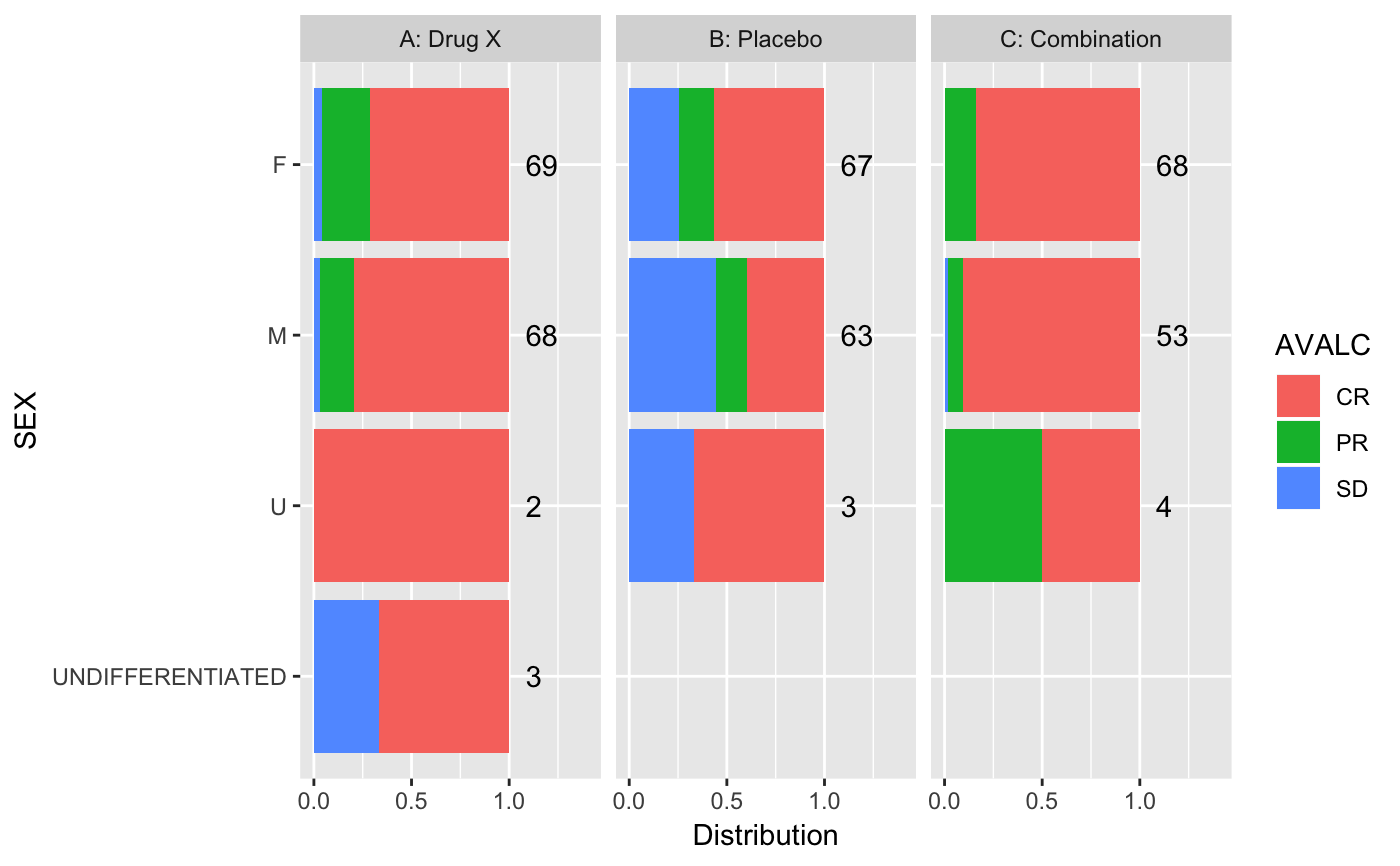 A: Drug X B: Placebo C: Combination
F 69 67 68
M 68 63 53
U 2 3 4
UNDIFFERENTIATED 3
SEX
0.0 0.5 1.0 0.0 0.5 1.0 0.0 0.5 1.0
Distribution
AVALC
CR
PR
SD